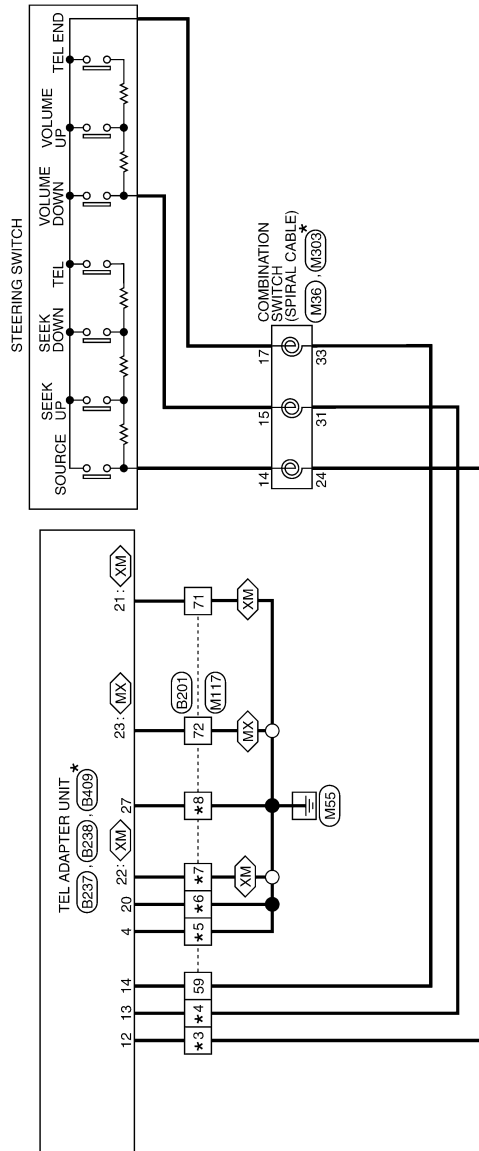 STEERING SWITCH
SOURCE
SEEK
UP
SEEK
DOWN
TEL
VOLUME
DOWN
VOLUME
UP
TEL END
14
15
17
COMBINATION
SWITCH
(SPIRAL CABLE)
M36 , M303 *
24
31
33
TEL ADAPTER UNIT
B237 , B238 , B409 *
12
13
14
4
20
22: XM
27
23: MX
21: XM
*3
*4
59
*5
*6
*7
*8
72
71
B201
M117
XM
MX
XM
M55